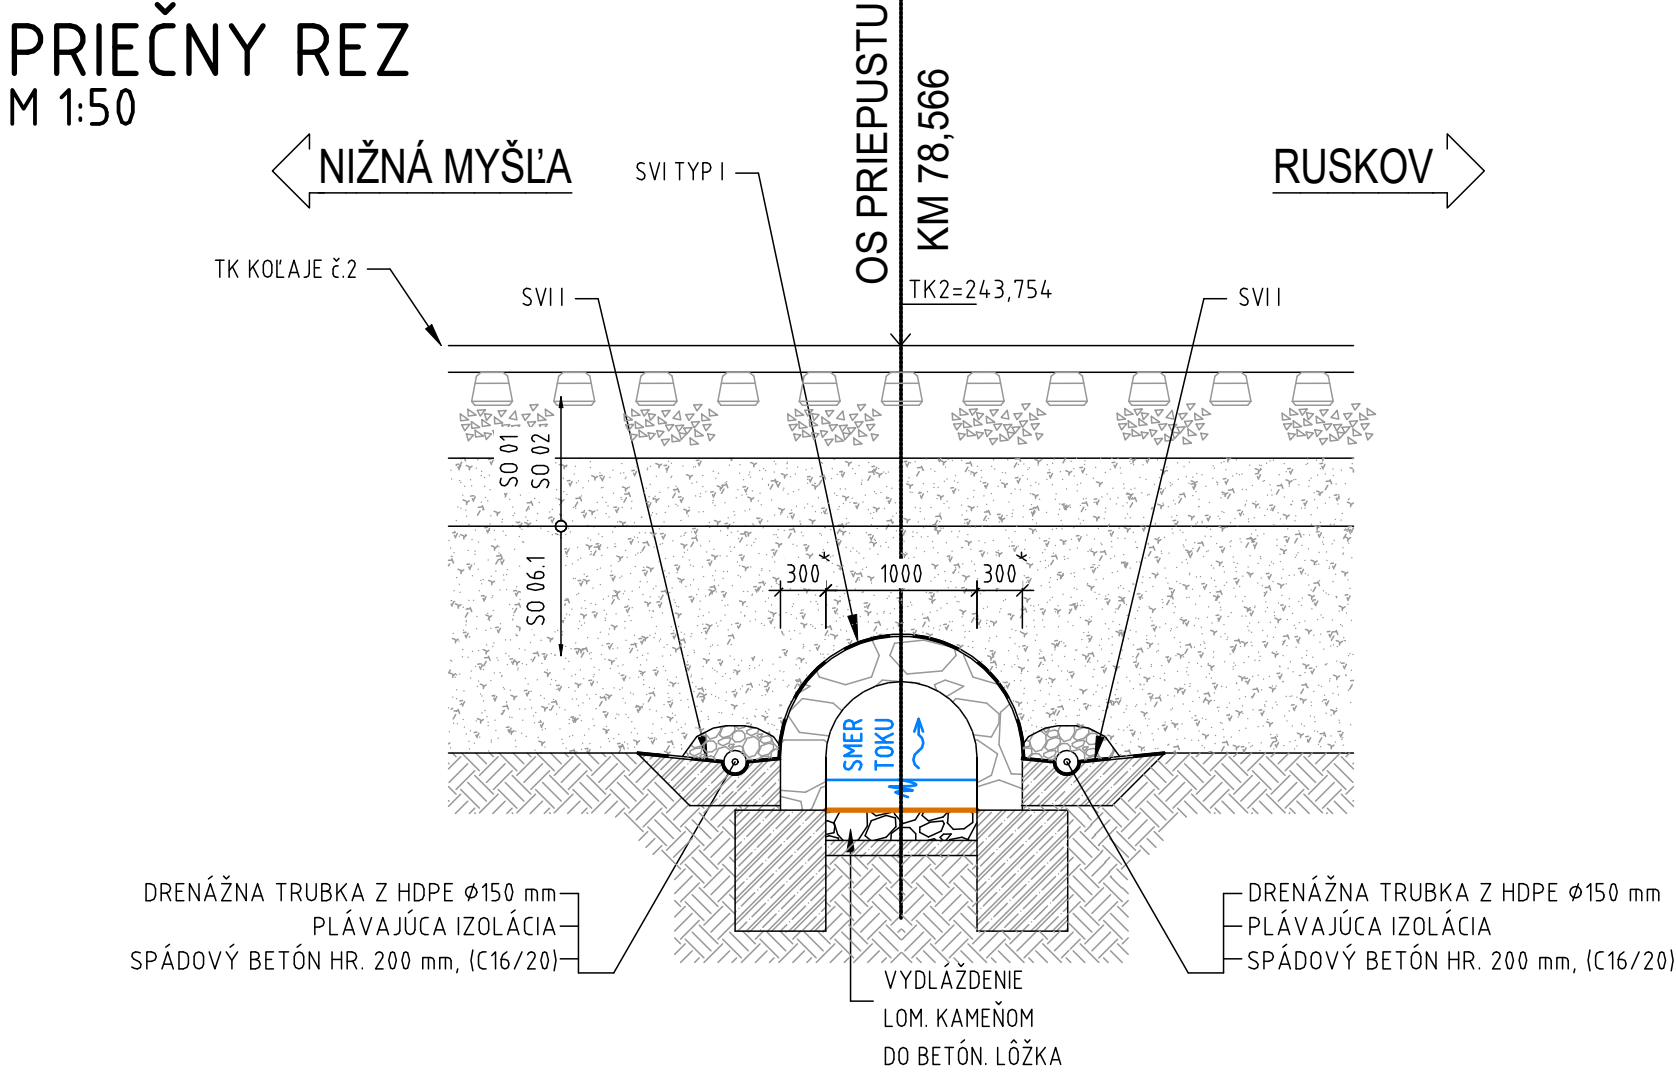 PRIEČNY REZ
M 1:50
OS PRIEPUSTU
KM 78,566
NIŽNÁ MYŠĽA
SVI TYP I
RUSKOV
TK KOĽAJE č.2
SVI I
TK2=243,754
SVI I
SO 01
SO 02
SO 06.1
300*
1000
300*
SMER
TOKU
DRENÁŽNA TRUBKA Z HDPE Ø150 mm
PLÁVAJÚCA IZOLÁCIA
SPÁDOVÝ BETÓN HR. 200 mm, (C16/20)
DRENÁŽNA TRUBKA Z HDPE Ø150 mm
PLÁVAJÚCA IZOLÁCIA
SPÁDOVÝ BETÓN HR. 200 mm, (C16/20)
VYDLÁŽDENIE
LOM. KAMEŇOM
DO BETÓN. LÔŽKA